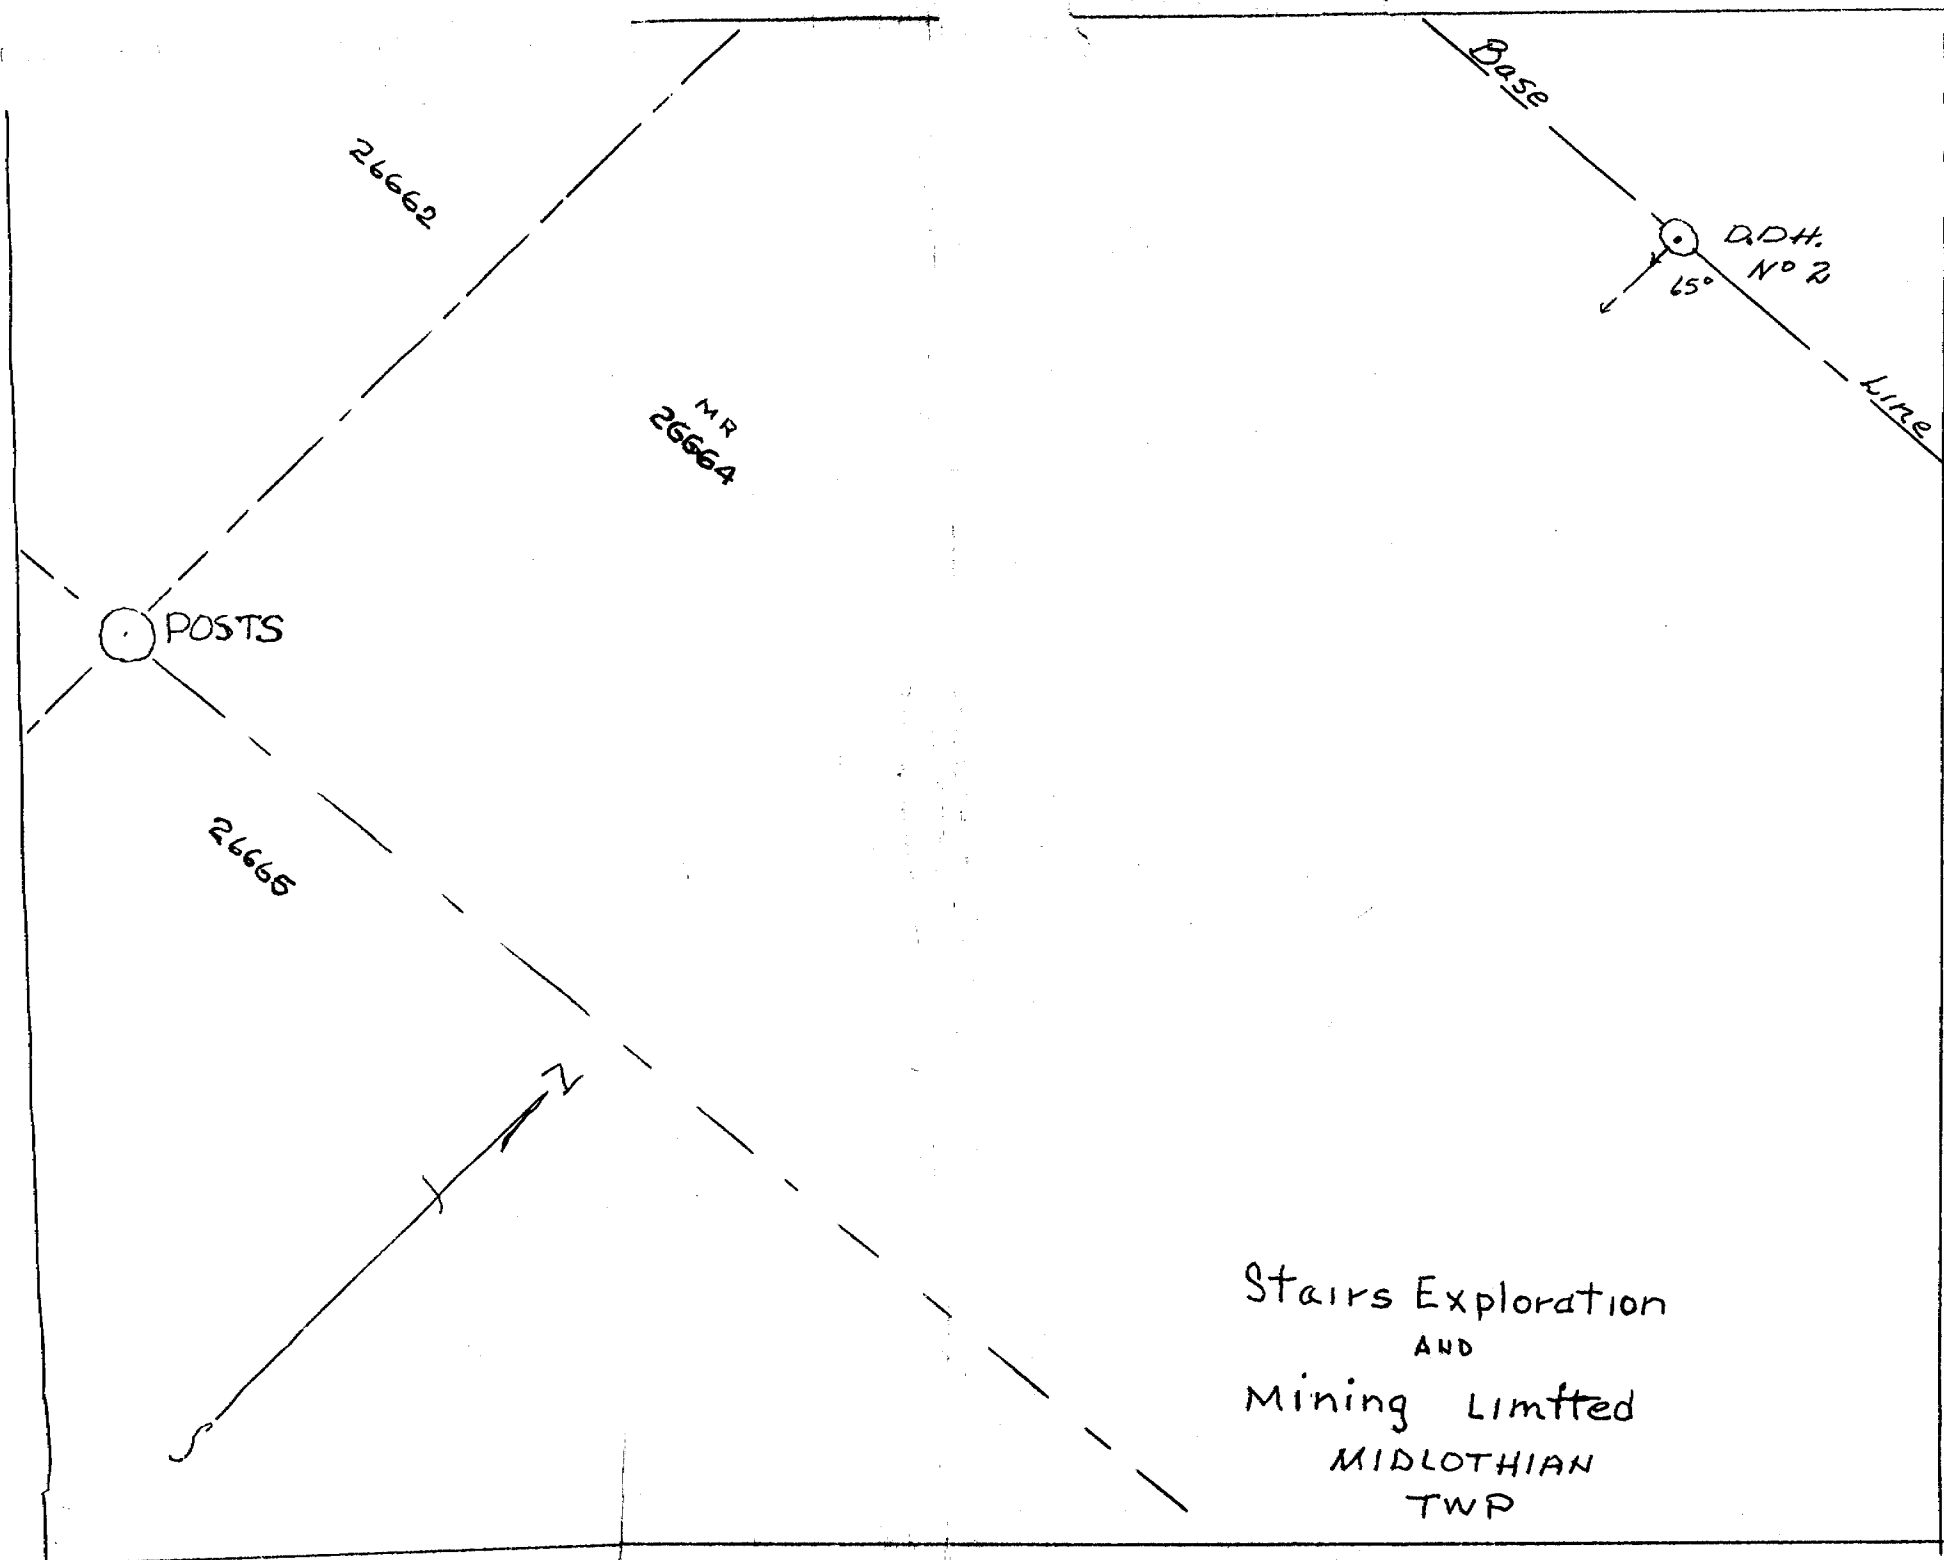 Base
26662
D.D.H.
Nº 2
65°
Line
MR
26664
POSTS
26665
N
S
Stairs Exploration
AND
Mining Limtted
MIDLOTHIAN
TWP